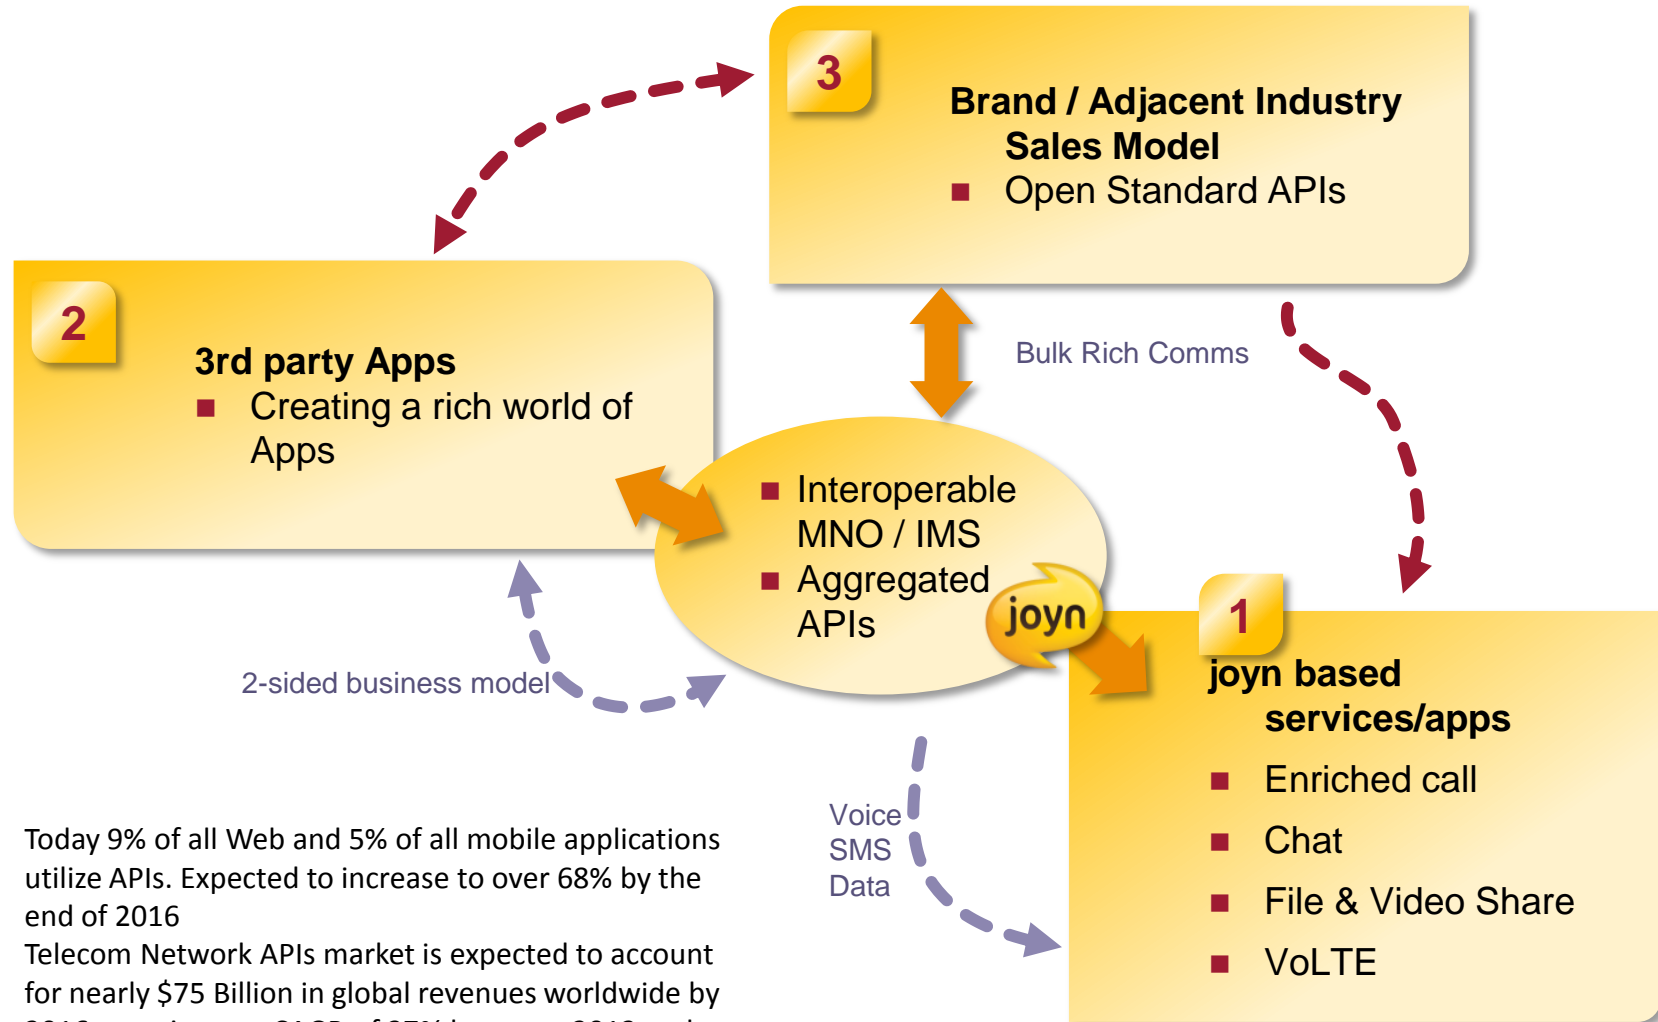 3
Brand / Adjacent Industry
Sales Model
■ Open Standard APIs
2
3rd party Apps
■ Creating a rich world of
Apps
Bulk Rich Comms
■ Interoperable
MNO / IMS
■ Aggregated
APIs
joyn
2-sided business model
1
joyn based
services/apps
■ Enriched call
■ Chat
■ File & Video Share
■ VoLTE
Voice
SMS
Data
Today 9% of all Web and 5% of all mobile applications
utilize APIs. Expected to increase to over 68% by the
end of 2016
Telecom Network APIs market is expected to account
for nearly $75 Billion in global revenues worldwide by